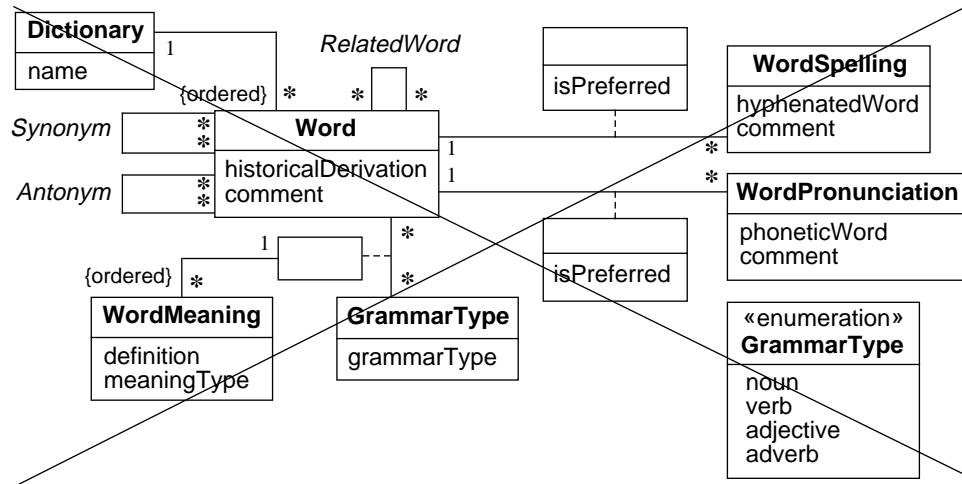 Dictionary
name
1
{ordered}
*
RelatedWord
*
*
isPreferred
WordSpelling
hyphenatedWord
comment
Synonym
*
*
Antonym
*
*
Word
historicalDerivation
comment
1
*
1
*
WordPronunciation
phoneticWord
comment
isPreferred
*
*
1
{ordered}
*
WordMeaning
definition
meaningType
GrammarType
grammarType
«enumeration»
GrammarType
noun
verb
adjective
adverb